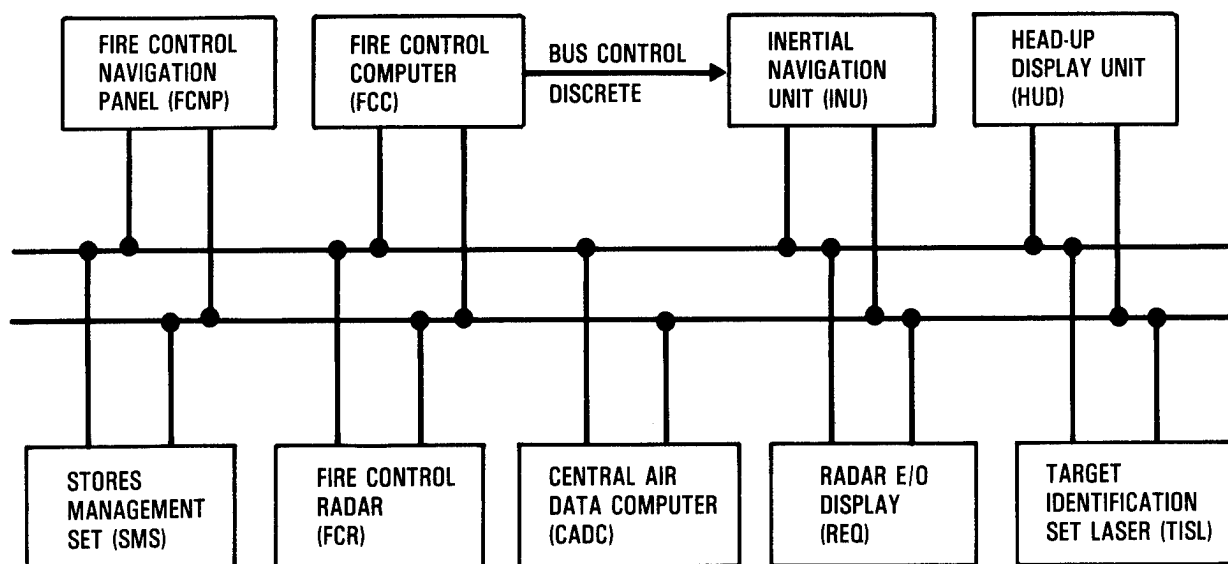 FIRE CONTROL
NAVIGATION
PANEL (FCNP)
FIRE CONTROL
COMPUTER
(FCC)
BUS CONTROL
DISCRETE
INERTIAL
NAVIGATION
UNIT (INU)
HEAD-UP
DISPLAY UNIT
(HUD)
STORES
MANAGEMENT
SET (SMS)
FIRE CONTROL
RADAR
(FCR)
CENTRAL AIR
DATA COMPUTER
(CADC)
RADAR E/O
DISPLAY
(REQ)
TARGET
IDENTIFICATION
SET LASER (TISL)